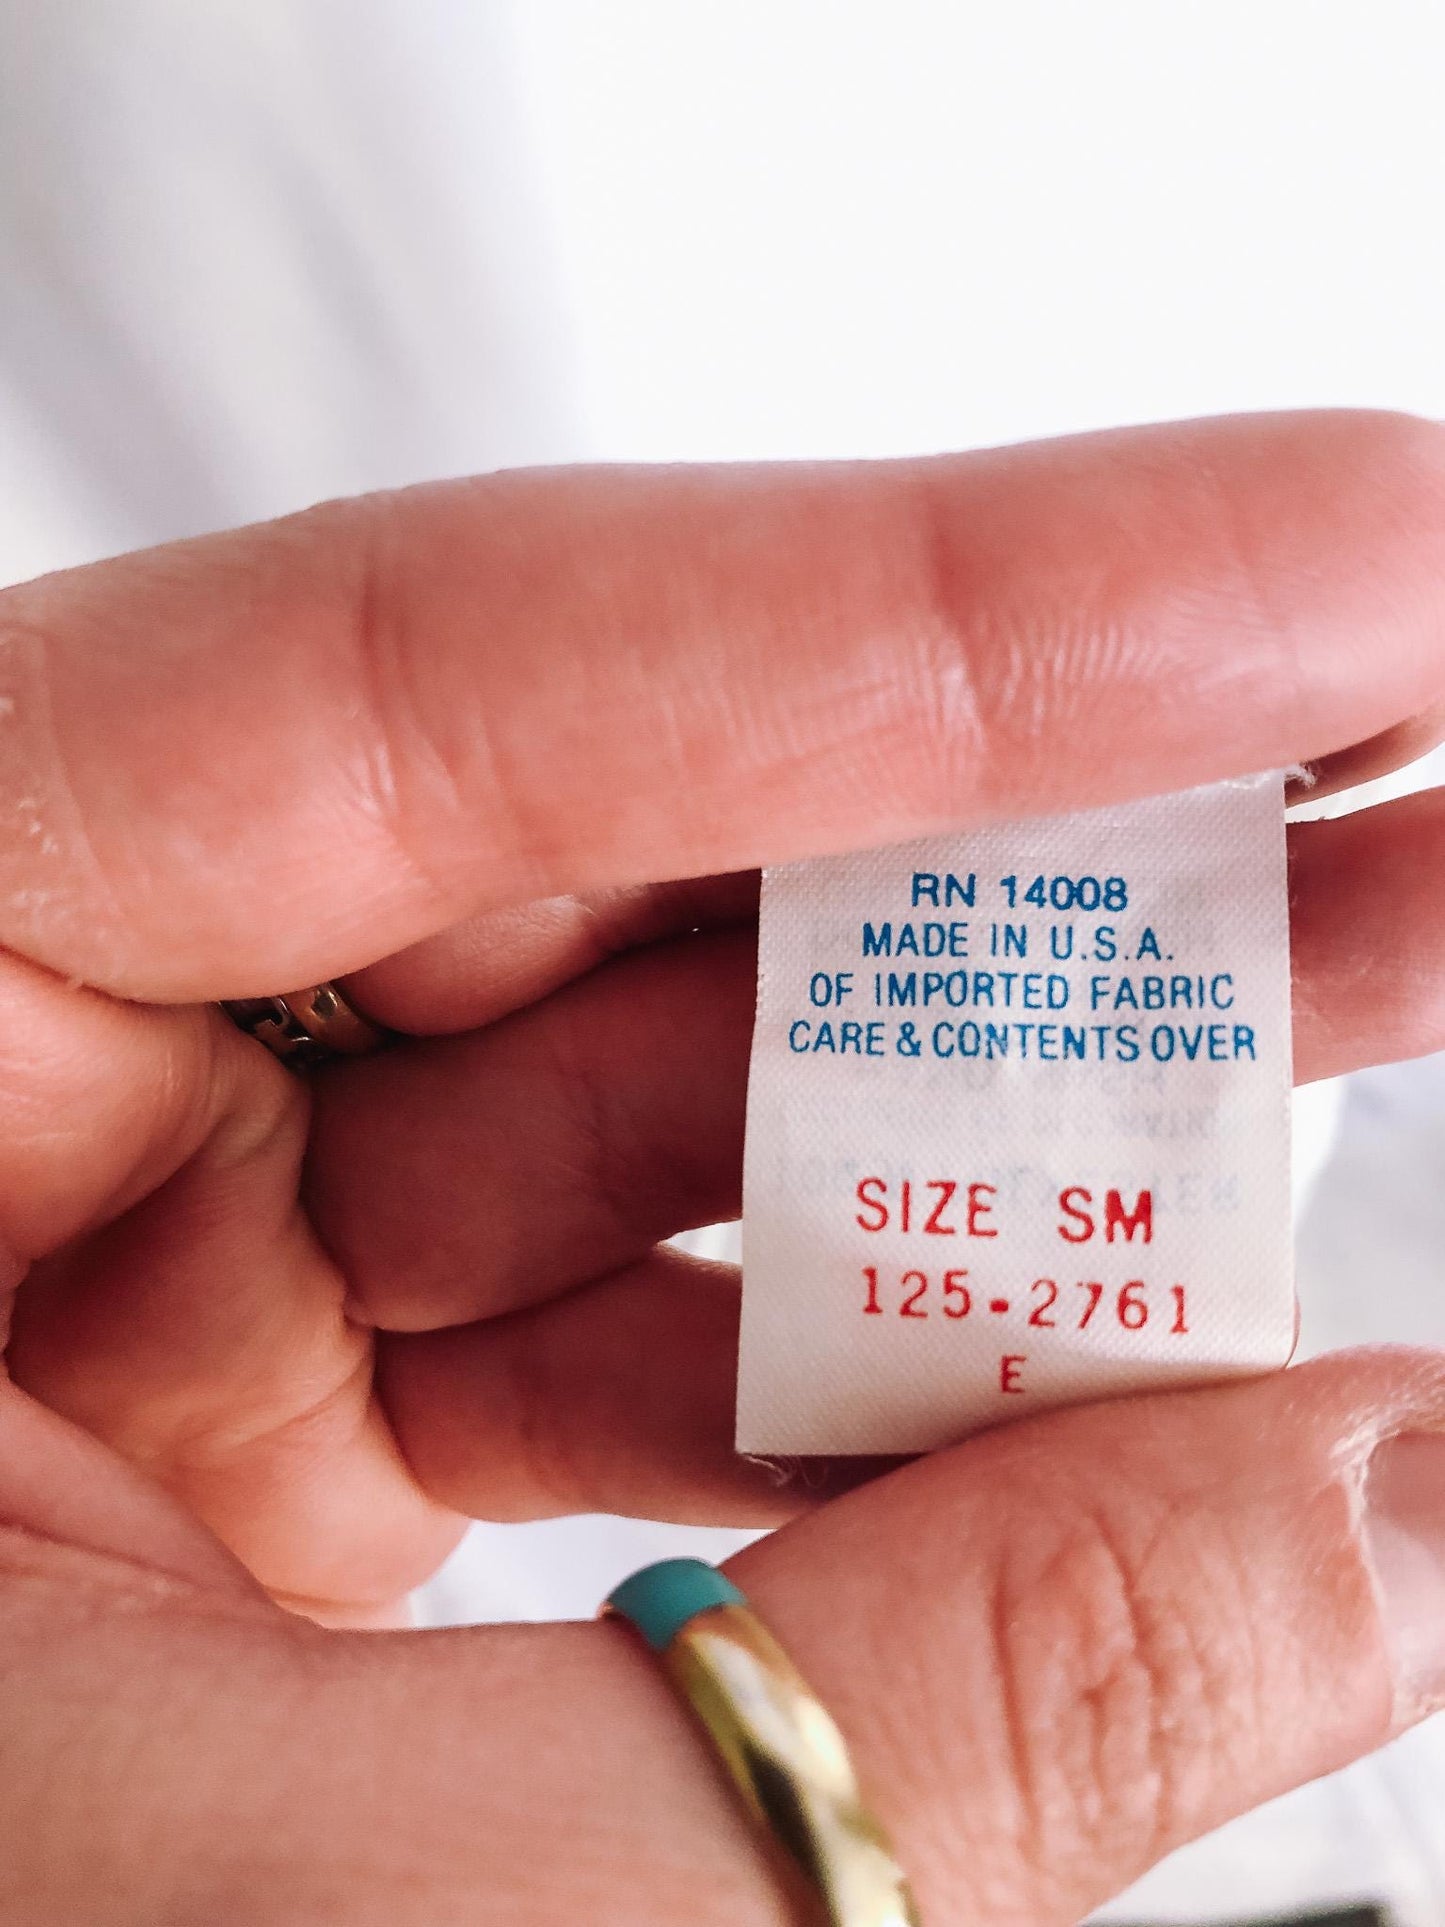 RN 14008
MADE IN U.S.A.
OF IMPORTED FABRIC
CARE & CONTENTS OVER
SIZE SM
125-2761
E